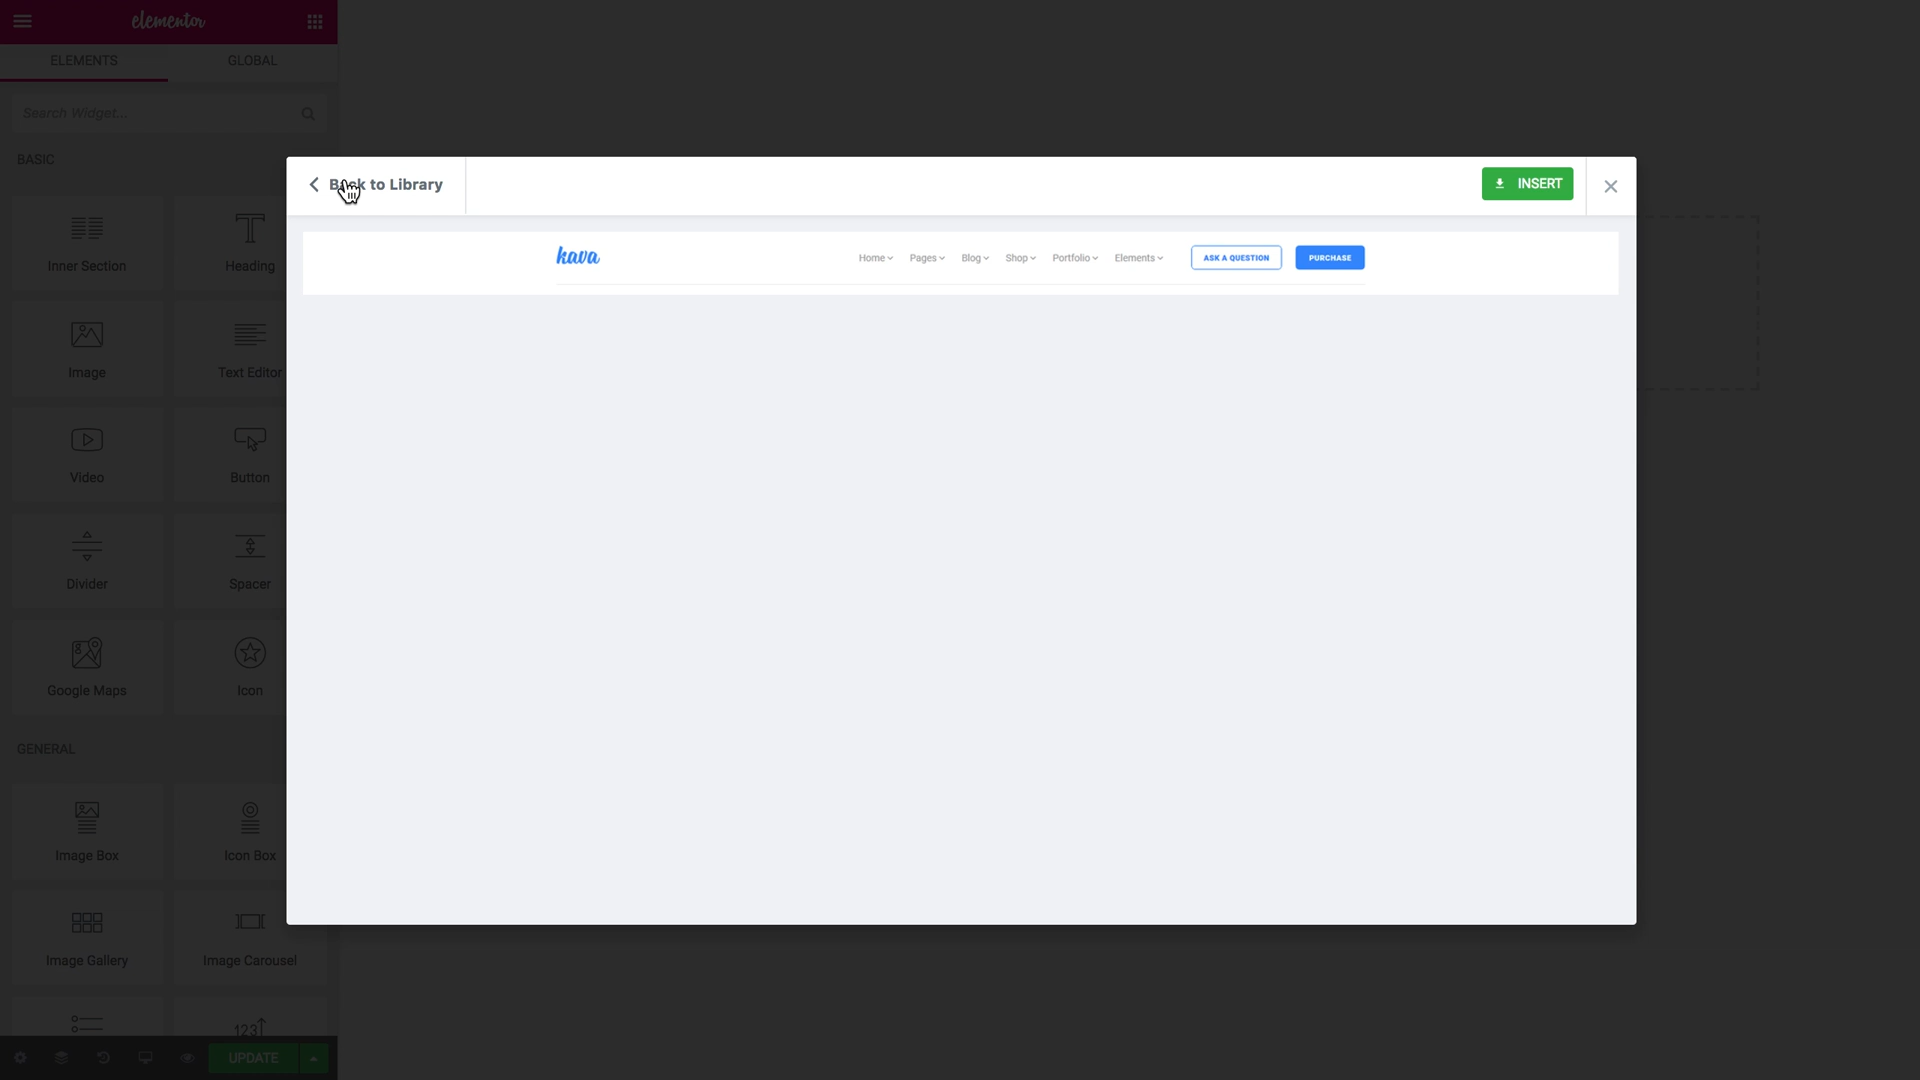 elementor
ELEMENTS
GLOBAL
Search Widget...
BASIC
Back to Library
INSERT
kava
Home
Pages
Blog
Shop
Portfolio
Elements
ASK A QUESTION
PURCHASE
Inner Section
Heading
Image
Text Editor
Video
Button
Divider
Spacer
Google Maps
Icon
GENERAL
Image Box
Icon Box
Image Gallery
Image Carousel
123
UPDATE